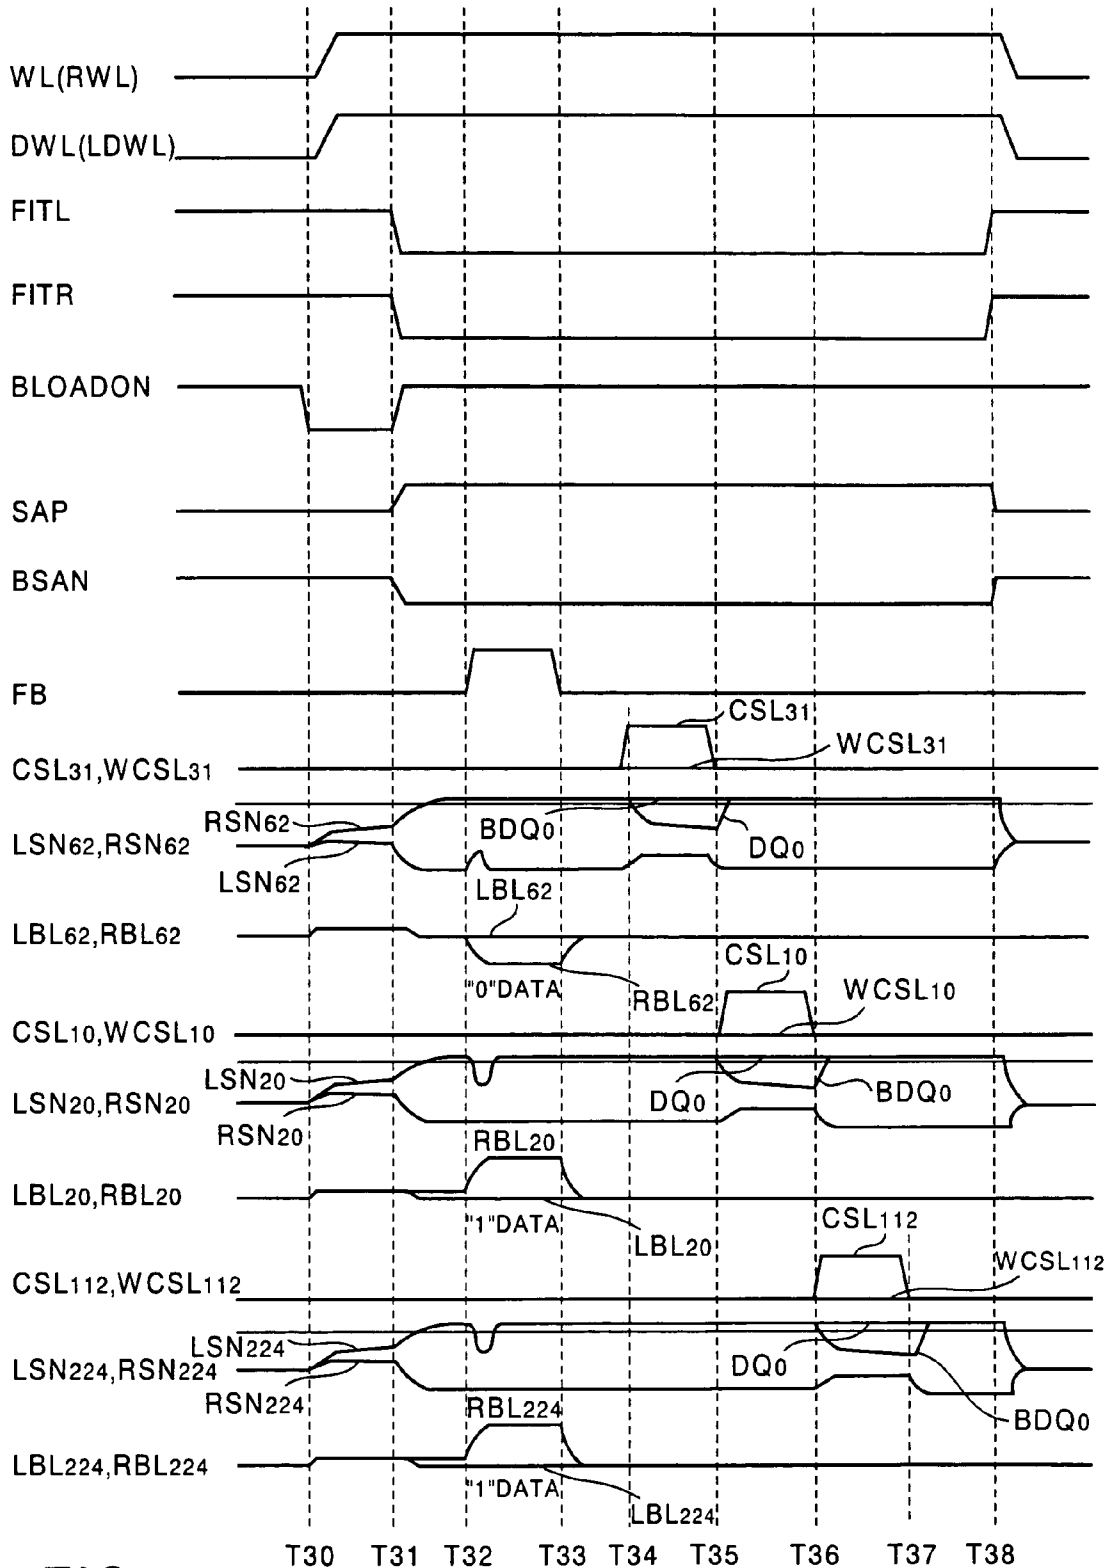 WL(RWL)
DWL(LDWL)
FITL
FITR
BLOADON
SAP
BSAN
FB
CSL31
WCSL31
CSL31,WCSL31
RSN62
BDQ0
DQ0
LSN62,RSN62
LSN62
LBL62
LBL62,RBL62
CSL10
"0"DATA
RBL62
WCSL10
CSL10,WCSL10
LSN20
LSN20,RSN20
DQ0
BDQ0
RSN20
RBL20
LBL20,RBL20
"1"DATA
LBL20
CSL112
WCSL112
CSL112,WCSL112
LSN224
LSN224,RSN224
DQ0
RSN224
RBL224
BDQ0
LBL224,RBL224
"1"DATA
LBL224
T30 T31 T32 T33 T34 T35 T36 T37 T38